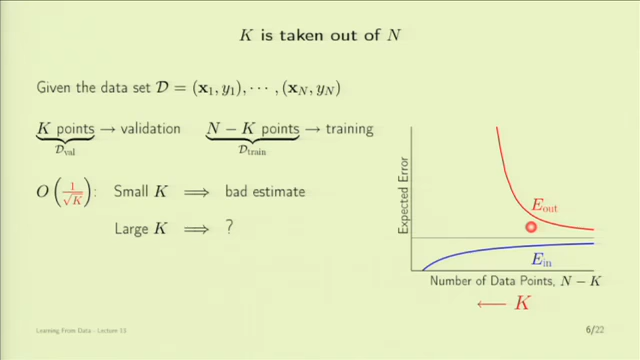 K is taken out of N
Given the data set D = (x₁, y₁), ··· , (x_N, y_N)
K points → validation    N − K points → training
D_val    D_train
O(1/√K):    Small K ⟹ bad estimate
Large K ⟹ ?
Expected Error
E_out
E_in
Number of Data Points, N − K
⟵ K
Learning From Data - Lecture 13
6/22